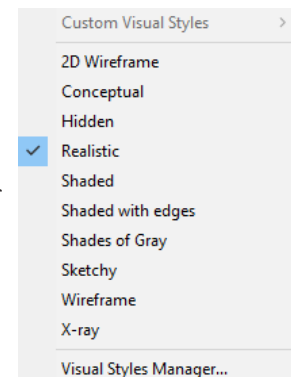 Custom Visual Styles
2D Wireframe
Conceptual
Hidden
Realistic
Shaded
Shaded with edges
Shades of Gray
Sketchy
Wireframe
X-ray
Visual Styles Manager...